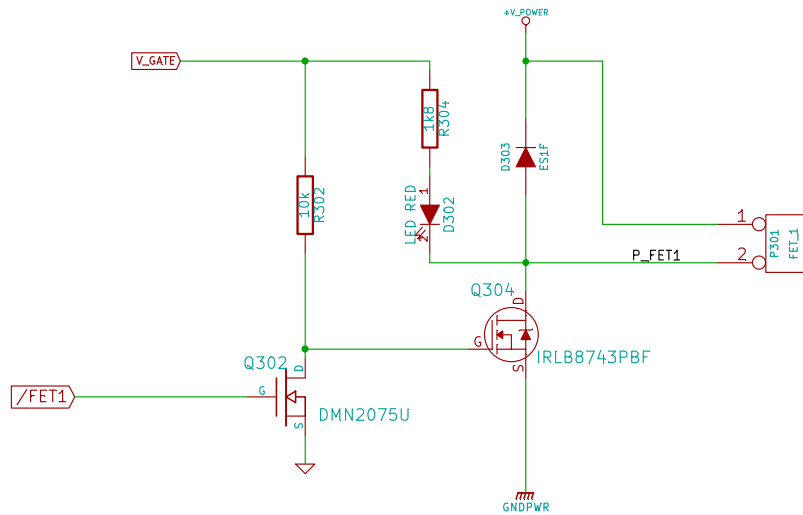 +V_POWER
V_GATE
1k8
R304
D303
ES1F
10k
R302
LED RED
1
2
D302
1
2
P301
FET_1
P_FET1
Q304
D
G
S
IRLB8743PBF
Q302
D
G
S
DMN2075U
/FET1
GNDPWR